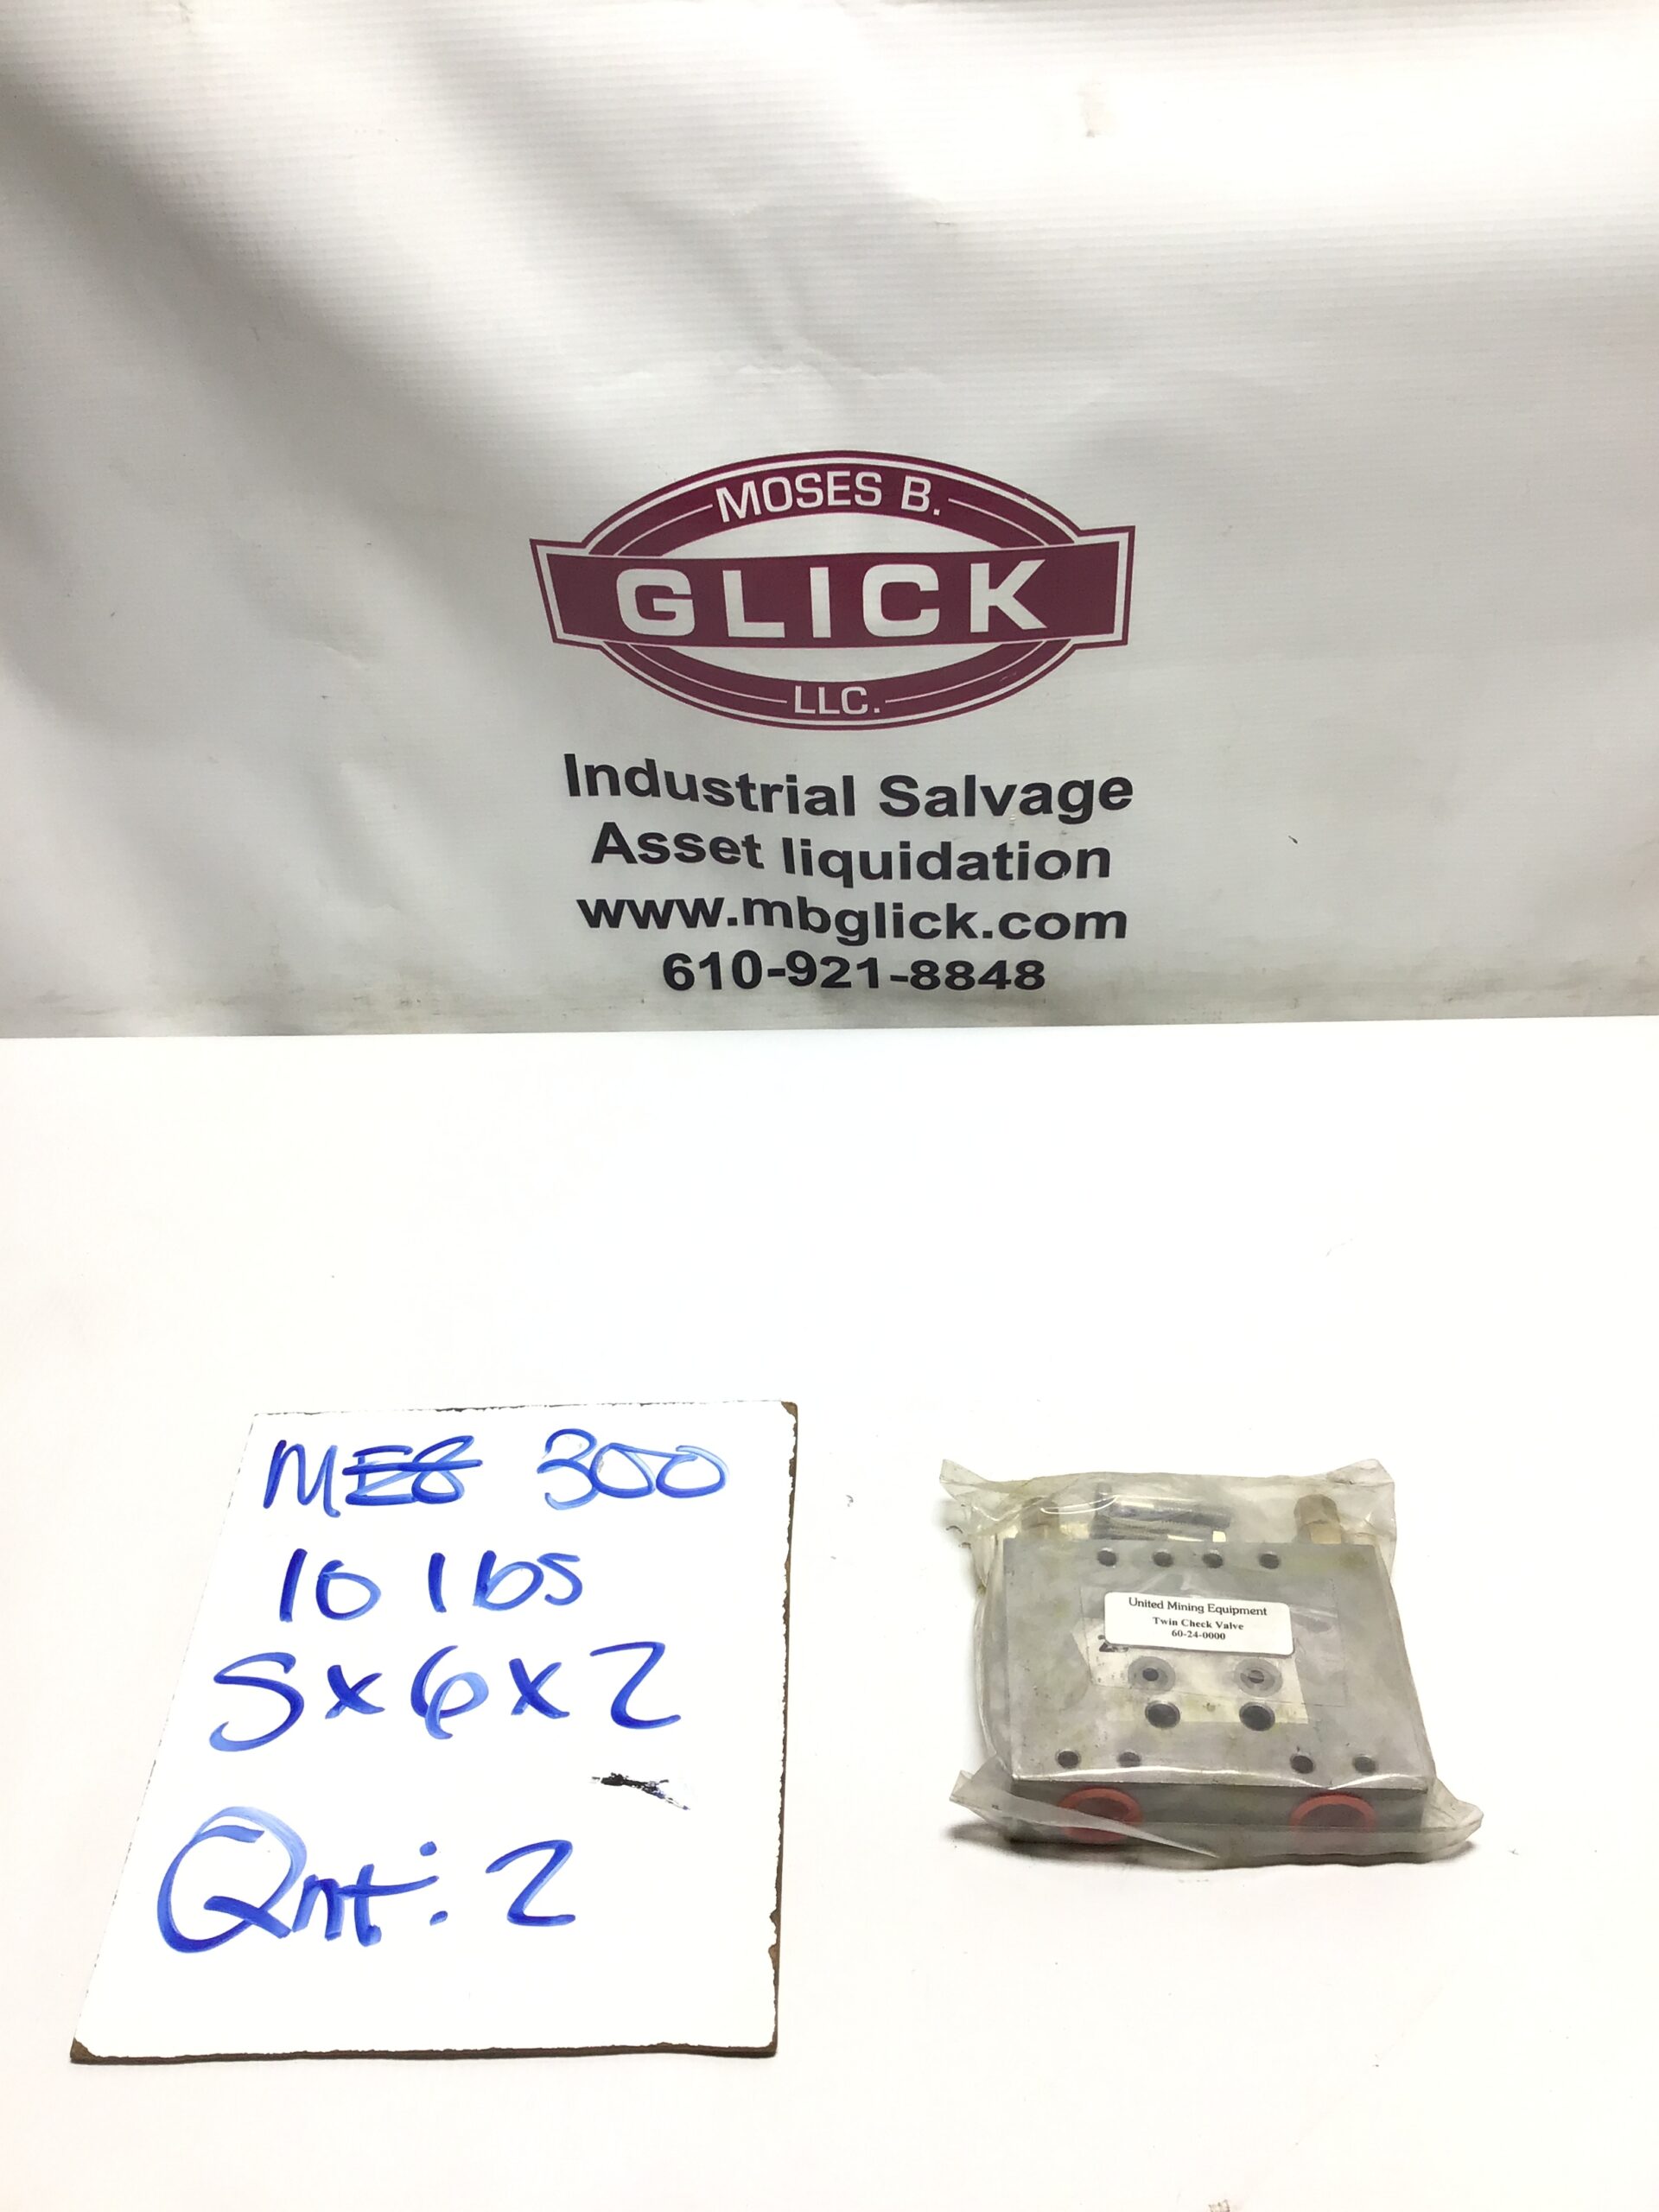 MOSES B.
GLICK
LLC.
Industrial Salvage
Asset liquidation
www.mbglick.com
610-921-8848
300
10 lbs
5x6x2
Qnt: 2
United Mining Equipment
Twin Check Valve
60-24-0000